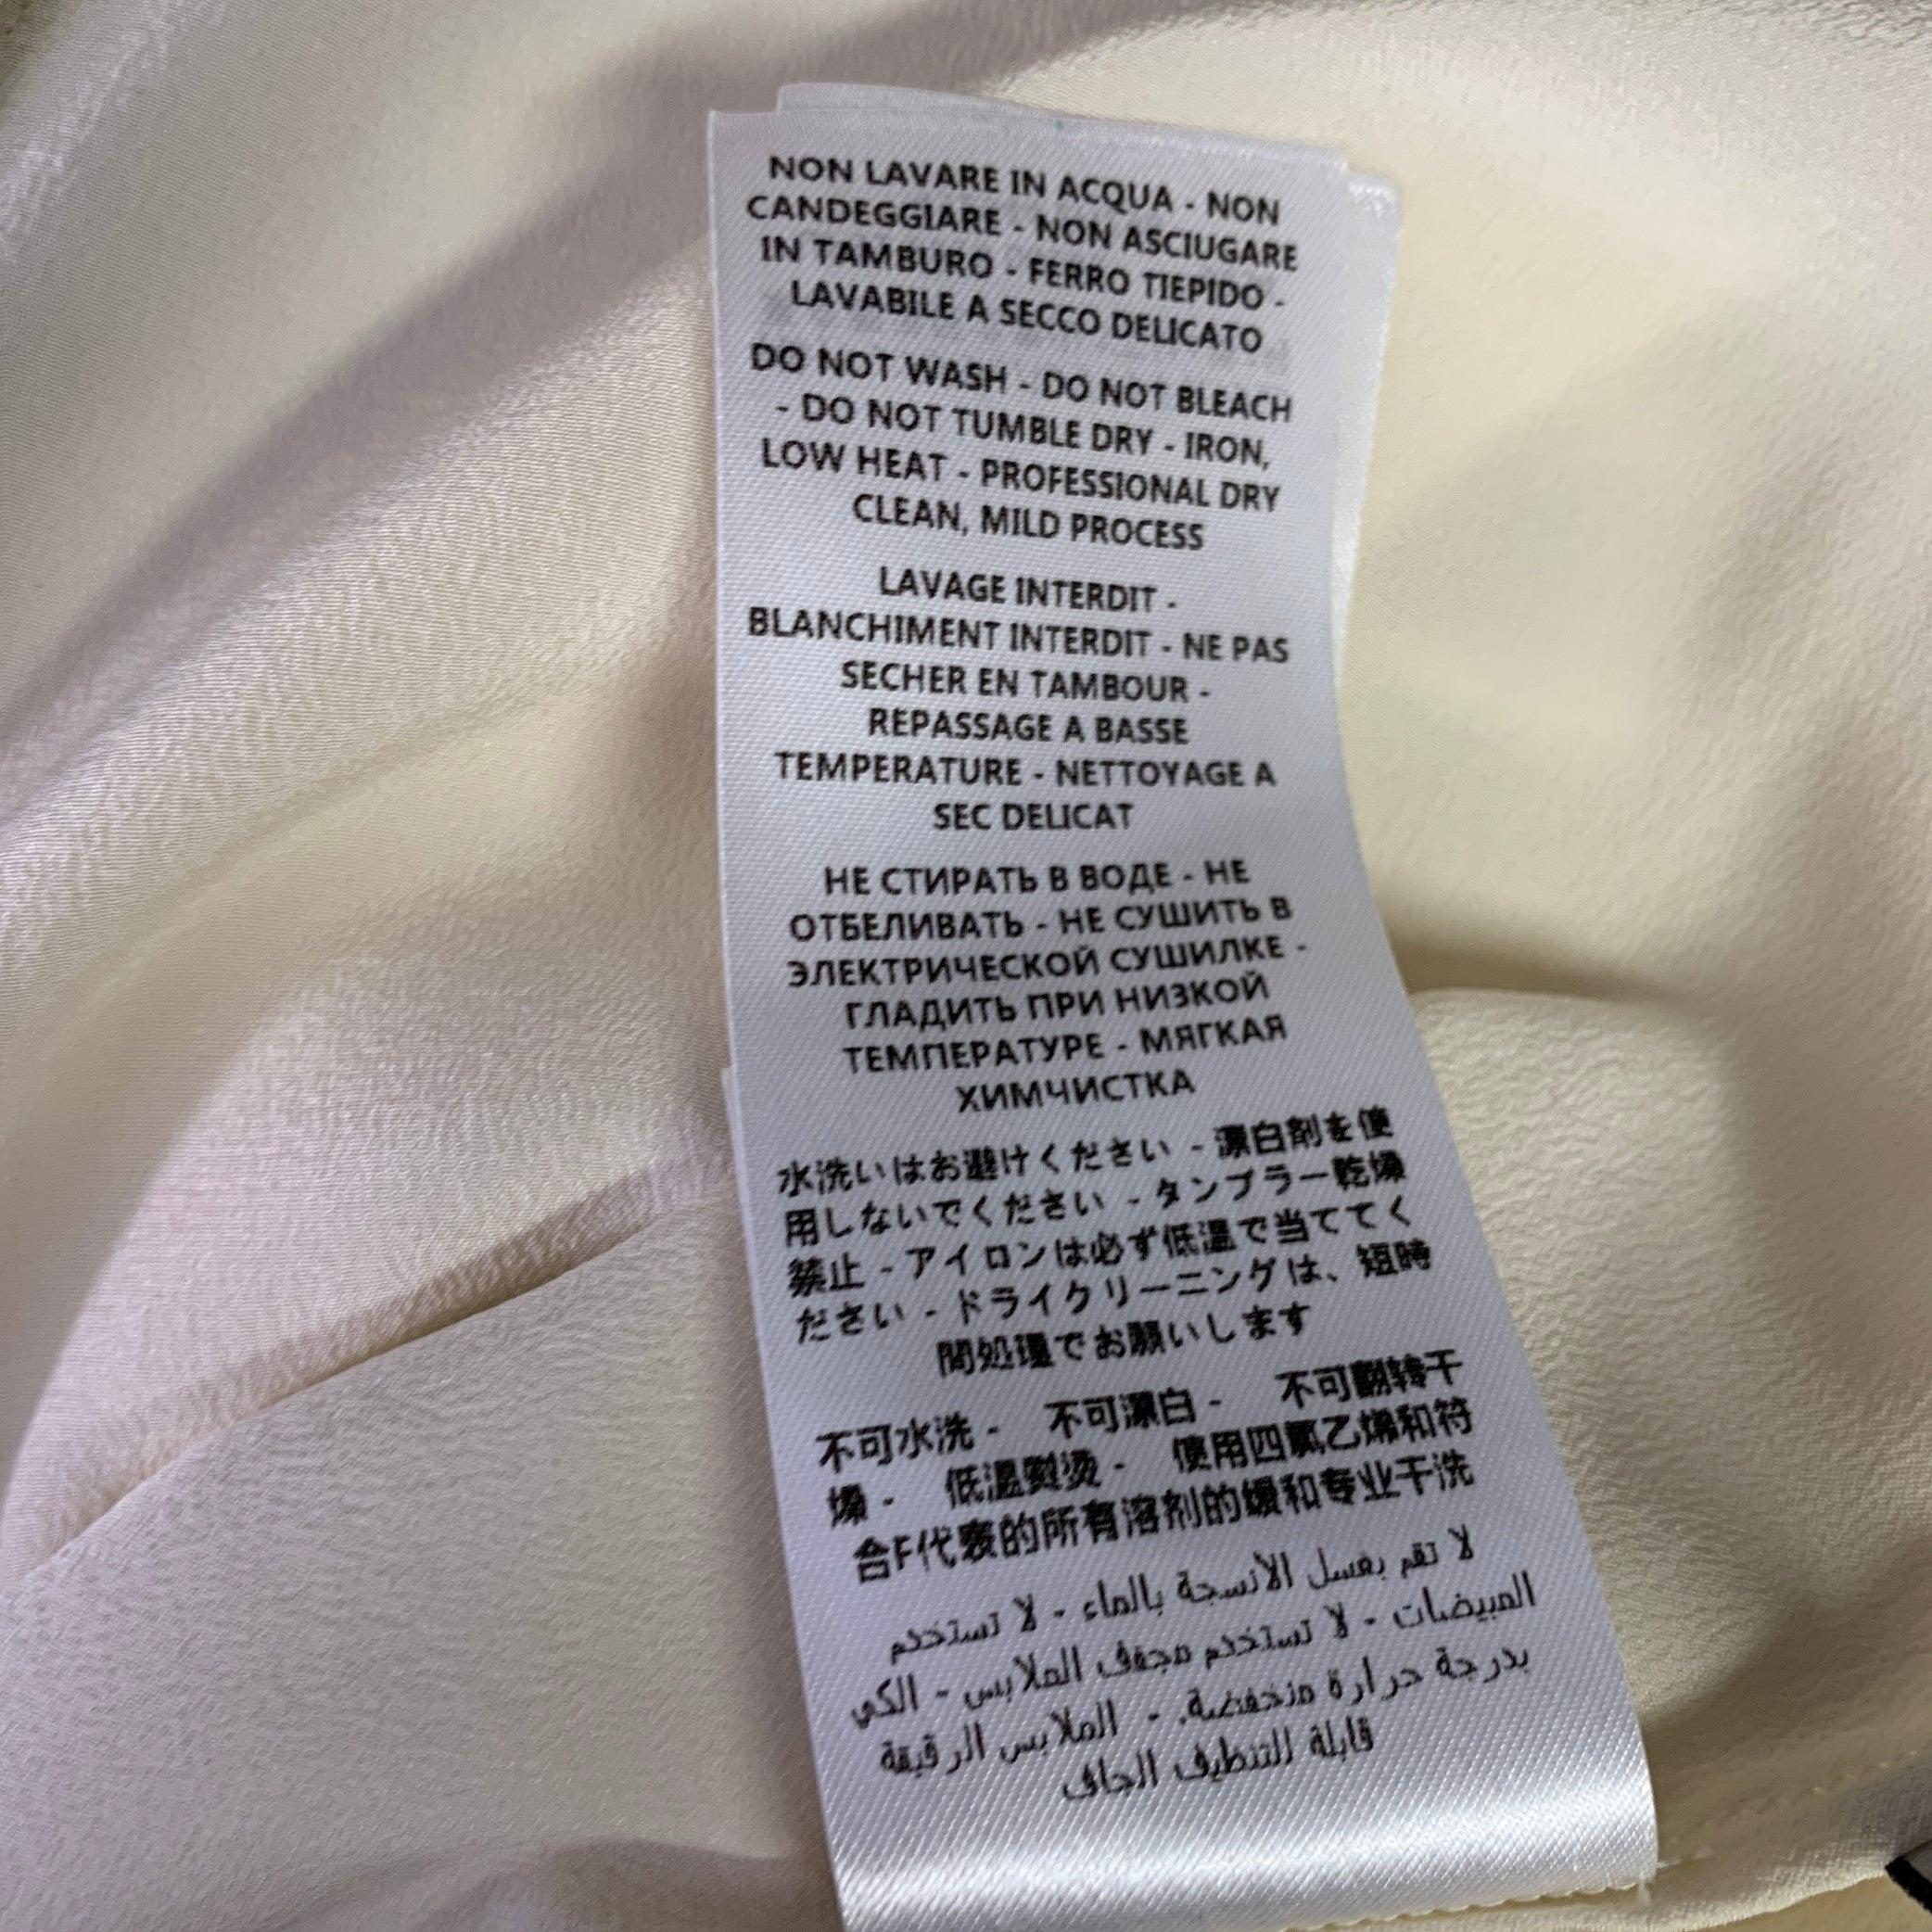 NON LAVARE IN ACQUA - NON
CANDEGGIARE - NON ASCIUGARE
IN TAMBURO - FERRO TIEPIDO -
LAVABILE A SECCO DELICATO
DO NOT WASH - DO NOT BLEACH
- DO NOT TUMBLE DRY - IRON,
LOW HEAT - PROFESSIONAL DRY
CLEAN, MILD PROCESS
LAVAGE INTERDIT -
BLANCHIMENT INTERDIT - NE PAS
SECHER EN TAMBOUR -
REPASSAGE A BASSE
TEMPERATURE - NETTOYAGE A
SEC DELICAT
НЕ СТИРАТЬ В ВОДЕ - НЕ
ОТБЕЛИВАТЬ - НЕ СУШИТЬ В
ЭЛЕКТРИЧЕСКОЙ СУШИЛКЕ -
ГЛАДИТЬ ПРИ НИЗКОЙ
ТЕМПЕРАТУРЕ - МЯГКАЯ
ХИМЧИСТКА
水洗いはお避けください - 漂白剤を使
用しないでください - タンブラー乾燥
禁止 - アイロンは必ず低温で当ててく
ださい - ドライクリーニングは、短時
間処理でお願いします
不可水洗 - 不可漂白 - 不可翻转干
燥 - 低温熨烫 - 使用四氯乙烯和符
合F代表的所有溶剂的缓和专业干洗
لا تقم بغسل الأنسجة بالماء - لا تستخدم
المبيضات - لا تستخدم مجفف الملابس - الكي
بدرجة حرارة منخفضة. - الملابس الرقيقة
قابلة للتنظيف الجاف